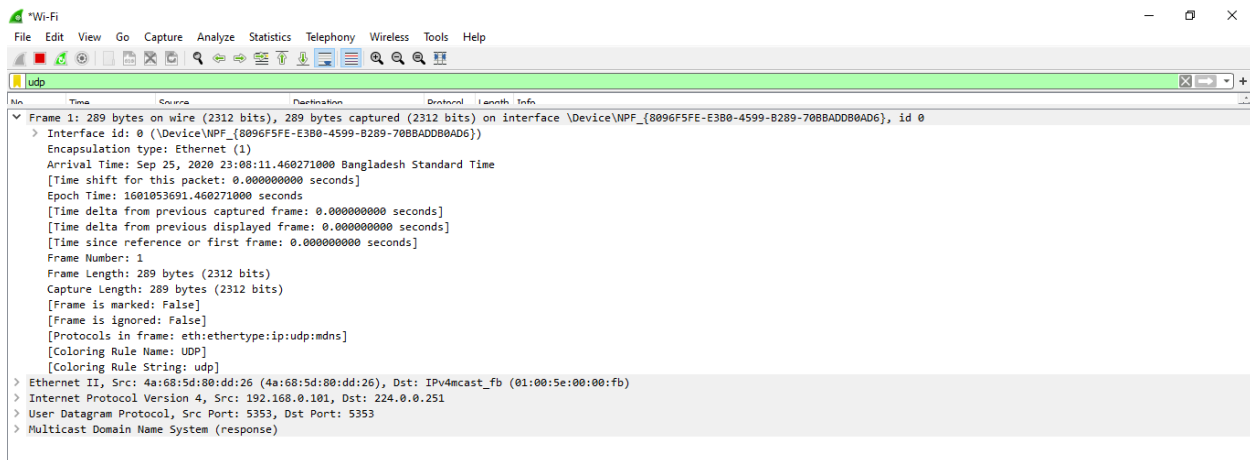 *Wi-Fi
File Edit View Go Capture Analyze Statistics Telephony Wireless Tools Help
udp
No. Time Source Destination Protocol Length Info
Frame 1: 289 bytes on wire (2312 bits), 289 bytes captured (2312 bits) on interface \Device\NPF_{8096F5FE-E3B0-4599-B289-70BBADDB0AD6}, id 0
Interface id: 0 (\Device\NPF_{8096F5FE-E3B0-4599-B289-70BBADDB0AD6})
Encapsulation type: Ethernet (1)
Arrival Time: Sep 25, 2020 23:08:11.460271000 Bangladesh Standard Time
[Time shift for this packet: 0.000000000 seconds]
Epoch Time: 1601053691.460271000 seconds
[Time delta from previous captured frame: 0.000000000 seconds]
[Time delta from previous displayed frame: 0.000000000 seconds]
[Time since reference or first frame: 0.000000000 seconds]
Frame Number: 1
Frame Length: 289 bytes (2312 bits)
Capture Length: 289 bytes (2312 bits)
[Frame is marked: False]
[Frame is ignored: False]
[Protocols in frame: eth:ethertype:ip:udp:mdns]
[Coloring Rule Name: UDP]
[Coloring Rule String: udp]
Ethernet II, Src: 4a:68:5d:80:dd:26 (4a:68:5d:80:dd:26), Dst: IPv4mcast_fb (01:00:5e:00:00:fb)
Internet Protocol Version 4, Src: 192.168.0.101, Dst: 224.0.0.251
User Datagram Protocol, Src Port: 5353, Dst Port: 5353
Multicast Domain Name System (response)